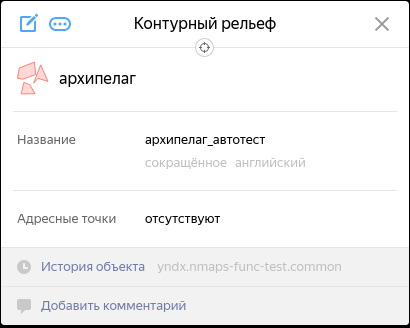 Контурный рельеф
архипелаг
Название архипелаг_автотест
сокращённое английский
Адресные точки отсутствуют
История объекта yndx.nmaps-func-test.common
Добавить комментарий